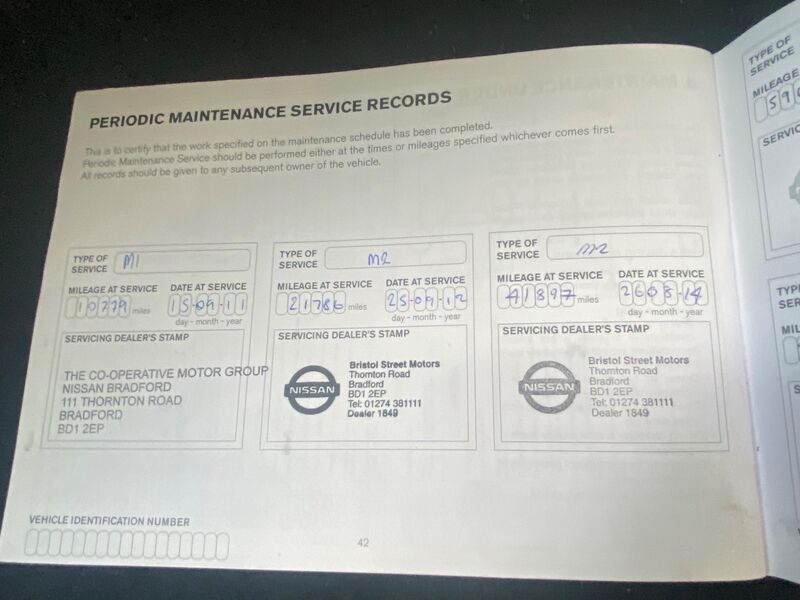 PERIODIC MAINTENANCE SERVICE RECORDS
This is to certify that the work specified on the maintenance schedule has been completed.
Periodic Maintenance Service should be performed either at the times or mileages specified whichever comes first.
All records should be given to any subsequent owner of the vehicle.
TYPE OF SERVICE M1
MILEAGE AT SERVICE DATE AT SERVICE
miles 15-09-11
day - month - year
SERVICING DEALER'S STAMP
THE CO-OPERATIVE MOTOR GROUP
NISSAN BRADFORD
111 THORNTON ROAD
BRADFORD
BD1 2EP
TYPE OF SERVICE M2
MILEAGE AT SERVICE DATE AT SERVICE
21786 miles 25-09-12
day - month - year
SERVICING DEALER'S STAMP
NISSAN
Bristol Street Motors
Thornton Road
Bradford
BD1 2EP
Tel: 01274 381111
Dealer 1849
TYPE OF SERVICE M2
MILEAGE AT SERVICE DATE AT SERVICE
41897 miles 26 08-14
day - month - year
SERVICING DEALER'S STAMP
NISSAN
Bristol Street Motors
Thornton Road
Bradford
BD1 2EP
Tel: 01274 381111
Dealer 1849
VEHICLE IDENTIFICATION NUMBER
42
TYPE OF
SERVICE
MILEAGE
59